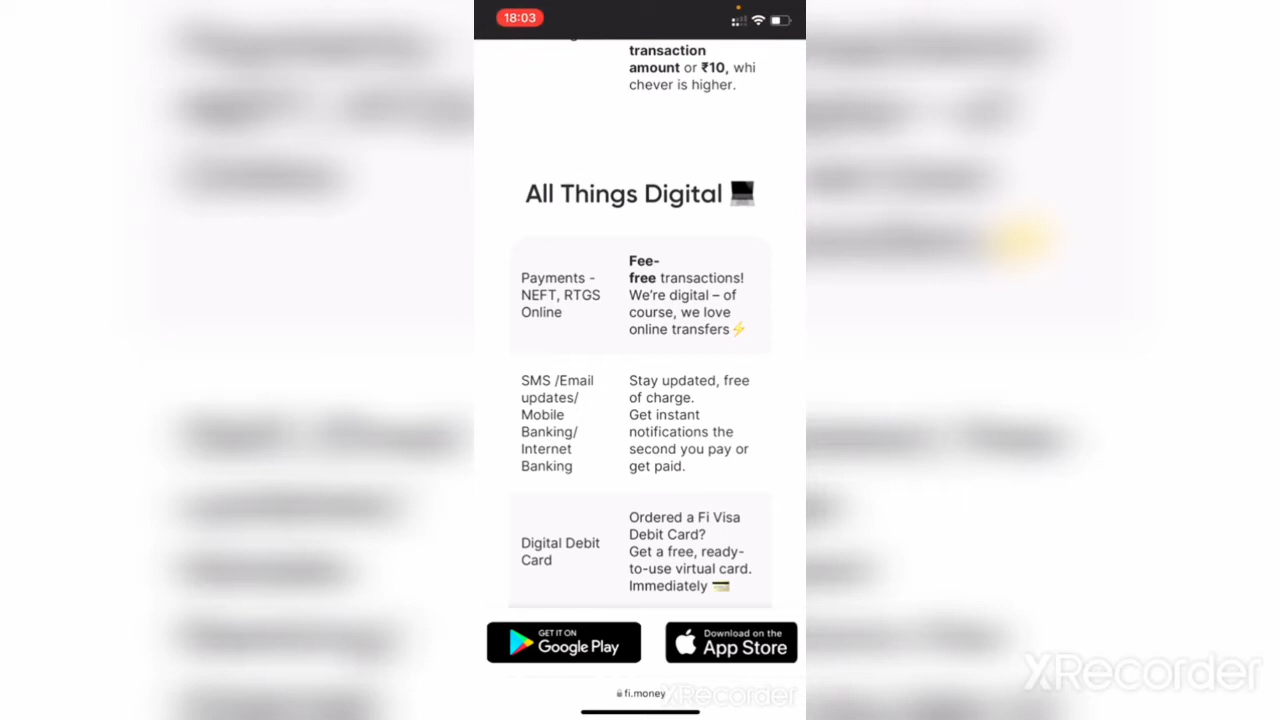 18:03
transaction
amount or ₹10, whi
chever is higher.
All Things Digital
Payments -
NEFT, RTGS
Online
Fee-
free transactions!
We're digital – of
course, we love
online transfers
SMS /Email
updates/
Mobile
Banking/
Internet
Banking
Stay updated, free
of charge.
Get instant
notifications the
second you pay or
get paid.
Digital Debit
Card
Ordered a Fi Visa
Debit Card?
Get a free, ready-
to-use virtual card.
Immediately
GET IT ON
Google Play
Download on the
App Store
fi.money
XRecorder
XRecorder